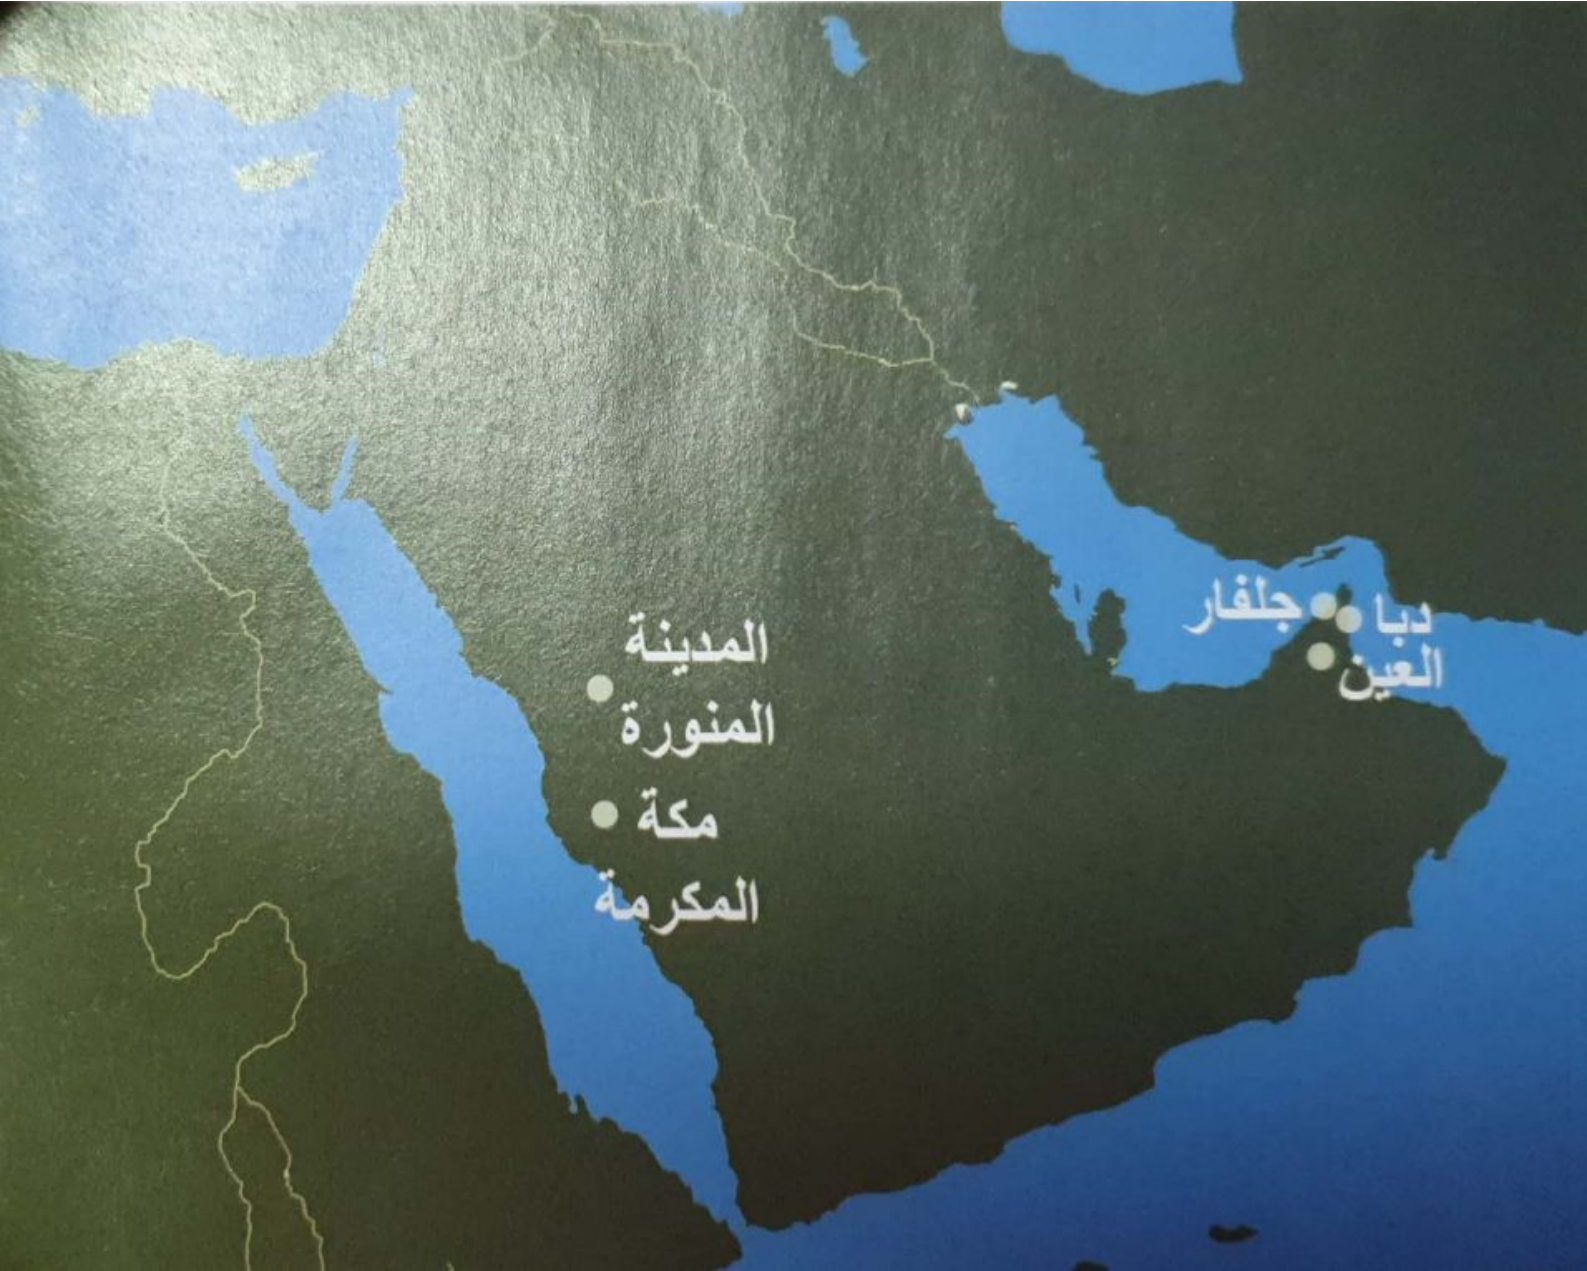 المدينة
المنورة
مكة
المكرمة
جلفار
دبا
العين